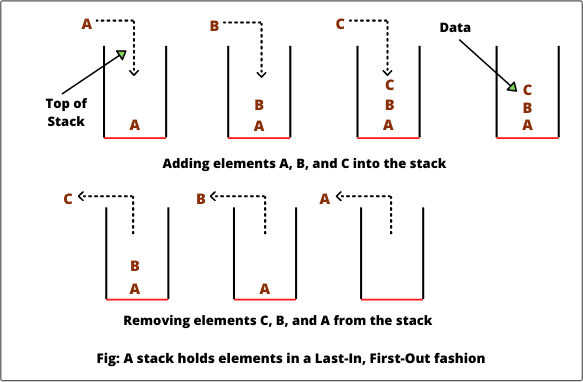 A B C Data
Top of
Stack
A
B
A
C
B
A
C
B
A
Adding elements A, B, and C into the stack
C B A
B
A
A
Removing elements C, B, and A from the stack
Fig: A stack holds elements in a Last-In, First-Out fashion